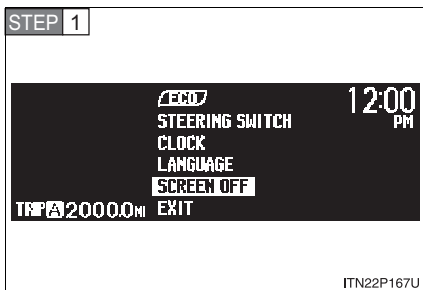 STEP 1
ECO
12:00
PM
STEERING SWITCH
CLOCK
LANGUAGE
SCREEN OFF
TRIP A 2000.0MI EXIT
ITN22P167U